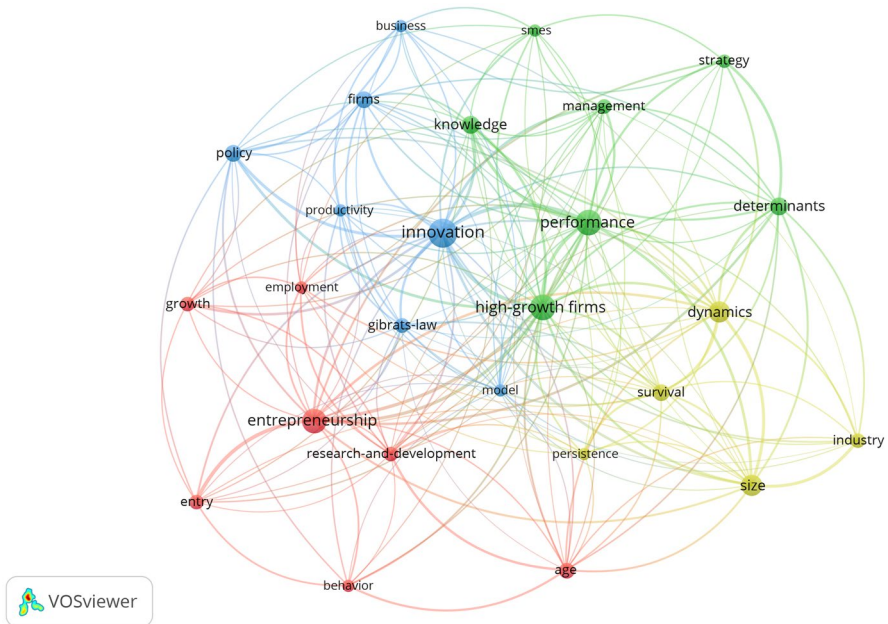 business
smes
strategy
firms
management
knowledge
policy
productivity
determinants
innovation
performance
employment
growth
high-growth firms
dynamics
gibrats-law
model
survival
entrepreneurship
industry
research-and-development
persistence
size
entry
age
behavior
VOSviewer